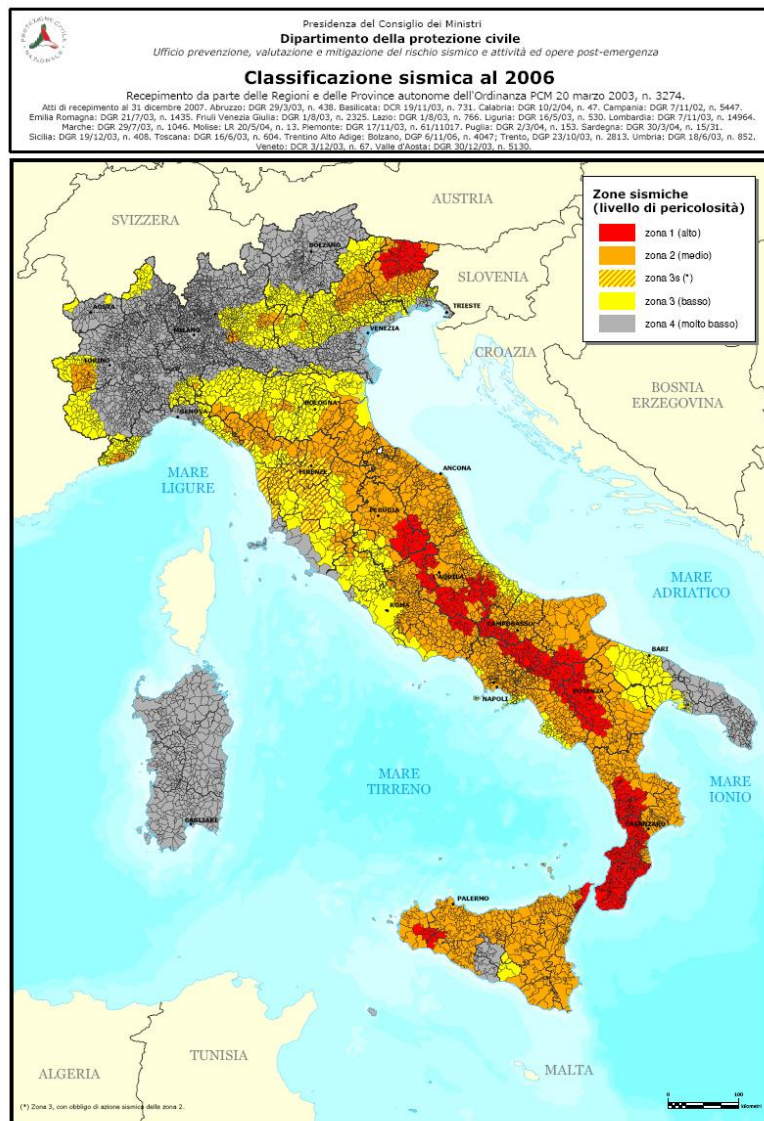 PROTEZIONE CIVILE
NAZIONALE
Presidenza del Consiglio dei Ministri
Dipartimento della protezione civile
Ufficio prevenzione, valutazione e mitigazione del rischio sismico e attività ed opere post-emergenza
Classificazione sismica al 2006
Recepimento da parte delle Regioni e delle Province autonome dell'Ordinanza PCM 20 marzo 2003, n. 3274.
Atti di recepimento al 31 dicembre 2007. Abruzzo: DGR 29/3/03, n. 438. Basilicata: DCR 19/11/03, n. 731. Calabria: DGR 10/2/04, n. 47. Campania: DGR 7/11/02, n. 5447.
Emilia Romagna: DGR 21/7/03, n. 1435. Friuli Venezia Giulia: DGR 1/8/03, n. 2325. Lazio: DGR 1/8/03, n. 766. Liguria: DGR 16/5/03, n. 530. Lombardia: DGR 7/11/03, n. 14964.
Marche: DGR 29/7/03, n. 1046. Molise: LR 20/5/04, n. 13. Piemonte: DGR 17/11/03, n. 61/11017. Puglia: DGR 2/3/04, n. 153. Sardegna: DGR 30/3/04, n. 15/31.
Sicilia: DGR 19/12/03, n. 408. Toscana: DGR 16/6/03, n. 604. Trentino Alto Adige: Bolzano, DGP 6/11/06, n. 4047; Trento, DGP 23/10/03, n. 2813. Umbria: DGR 18/6/03, n. 852.
Veneto: DCR 3/12/03, n. 67. Valle d'Aosta: DGR 30/12/03, n. 5130.
Zone sismiche
(livello di pericolosità)
zona 1 (alto)
zona 2 (medio)
zona 3s (*)
zona 3 (basso)
zona 4 (molto basso)
AUSTRIA
SVIZZERA
BOLZANO
SLOVENIA
AOSTA
TRIESTE
MILANO
VENEZIA
CROAZIA
TORINO
BOSNIA
ERZEGOVINA
BOLOGNA
GENOVA
MARE
LIGURE
FIRENZE
ANCONA
PERUGIA
L'AQUILA
MARE
ADRIATICO
ROMA
CAMPOBASSO
BARI
NAPOLI
POTENZA
MARE
TIRRENO
MARE
IONIO
CAGLIARI
CATANZARO
PALERMO
TUNISIA
ALGERIA
MALTA
0 100
kilometri
(*) Zona 3, con obbligo di azione sismica delle zona 2.